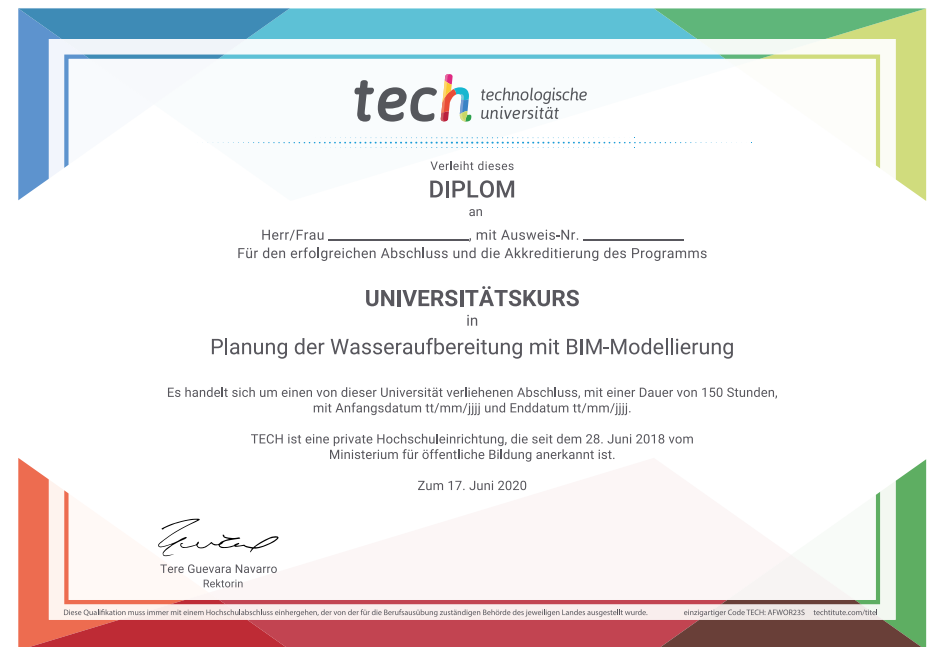 tech technologische
universität
Verleiht dieses
DIPLOM
an
Herr/Frau ____________________, mit Ausweis-Nr. ______________
Für den erfolgreichen Abschluss und die Akkreditierung des Programms
UNIVERSITÄTSKURS
in
Planung der Wasseraufbereitung mit BIM-Modellierung
Es handelt sich um einen von dieser Universität verliehenen Abschluss, mit einer Dauer von 150 Stunden,
mit Anfangsdatum tt/mm/jjjj und Enddatum tt/mm/jjjj.
TECH ist eine private Hochschuleinrichtung, die seit dem 28. Juni 2018 vom
Ministerium für öffentliche Bildung anerkannt ist.
Zum 17. Juni 2020
Tere Guevara Navarro
Rektorin
Diese Qualifikation muss immer mit einem Hochschulabschluss einhergehen, der von der für die Berufsausübung zuständigen Behörde des jeweiligen Landes ausgestellt wurde. einzigartiger Code TECH: AFWOR23S techtitute.com/titel